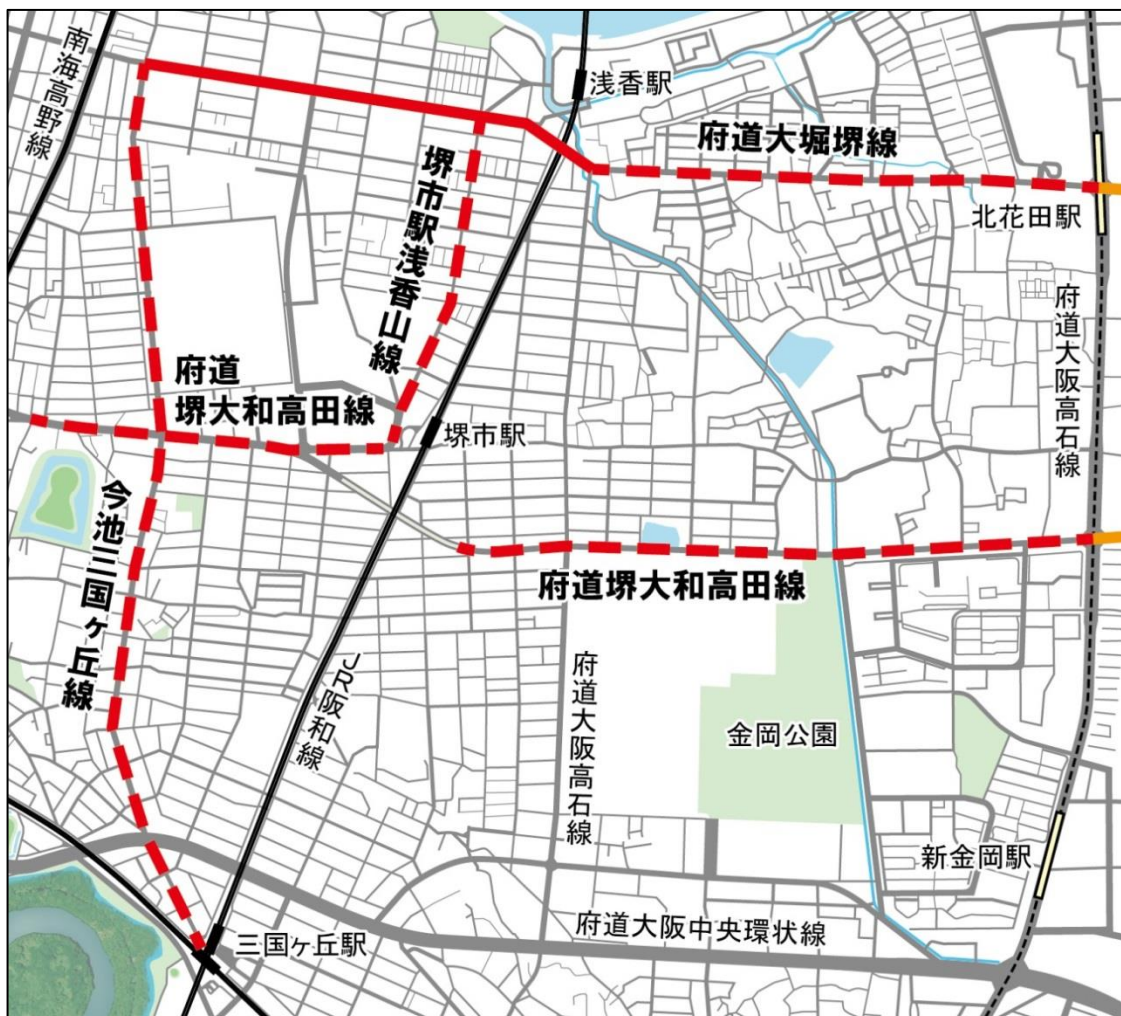 南海高野線
浅香駅
府道大堀堺線
堺市駅浅香山線
北花田駅
府道大阪高石線
府道
堺大和高田線
堺市駅
今池三国ヶ丘線
府道堺大和高田線
JR阪和線
府道大阪高石線
金岡公園
新金岡駅
三国ヶ丘駅
府道大阪中央環状線